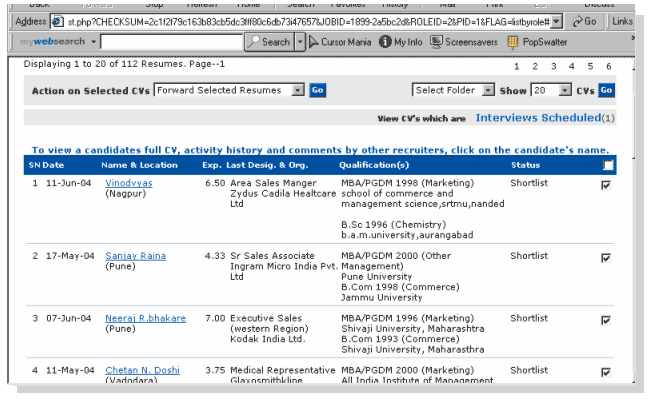 Back Forward Stop Refresh Home Search Favorites History Mail Print Edit Discuss
Address st.php?CHECKSUM=2c1f2f79c163b83cb5dc3fff80c6db73i47657&JOBID=1899-2a5bc2d&ROLEID=2&PID=1&FLAG=listbyrole# Go Links
mywebsearch Search Cursor Mania My Info Screensavers PopSwatter
Displaying 1 to 20 of 112 Resumes. Page--1 1 2 3 4 5 6
Action on Selected CVs Forward Selected Resumes Go Select Folder Show 20 CVs Go
View CV's which are Interviews Scheduled(1)
To view a candidates full CV, activity history and comments by other recruiters, click on the candidate's name.
SN Date Name & Location Exp. Last Desig. & Org. Qualification(s) Status
1 11-Jun-04 Vinodvyas 6.50 Area Sales Manger MBA/PGDM 1998 (Marketing) Shortlist
(Nagpur) Zydus Cadila Healtcare school of commerce and
Ltd management science,srtmu,nanded
B.Sc 1996 (Chemistry)
b.a.m.university,aurangabad
2 17-May-04 Sanjay Raina 4.33 Sr Sales Associate MBA/PGDM 2000 (Other Shortlist
(Pune) Ingram Micro India Pvt. Management)
Ltd Pune University
B.Com 1998 (Commerce)
Jammu University
3 07-Jun-04 Neeraj R.bhakare 7.00 Executive Sales MBA/PGDM 1996 (Marketing) Shortlist
(Pune) (western Region) Shivaji University, Maharashtra
Kodak India Ltd. B.Com 1993 (Commerce)
Shivaji University, Maharasthra
4 11-May-04 Chetan N. Doshi 3.75 Medical Representative MBA/PGDM 2000 (Marketing) Shortlist
(Vadodara) Glaxosmithkline All India Institute of Management